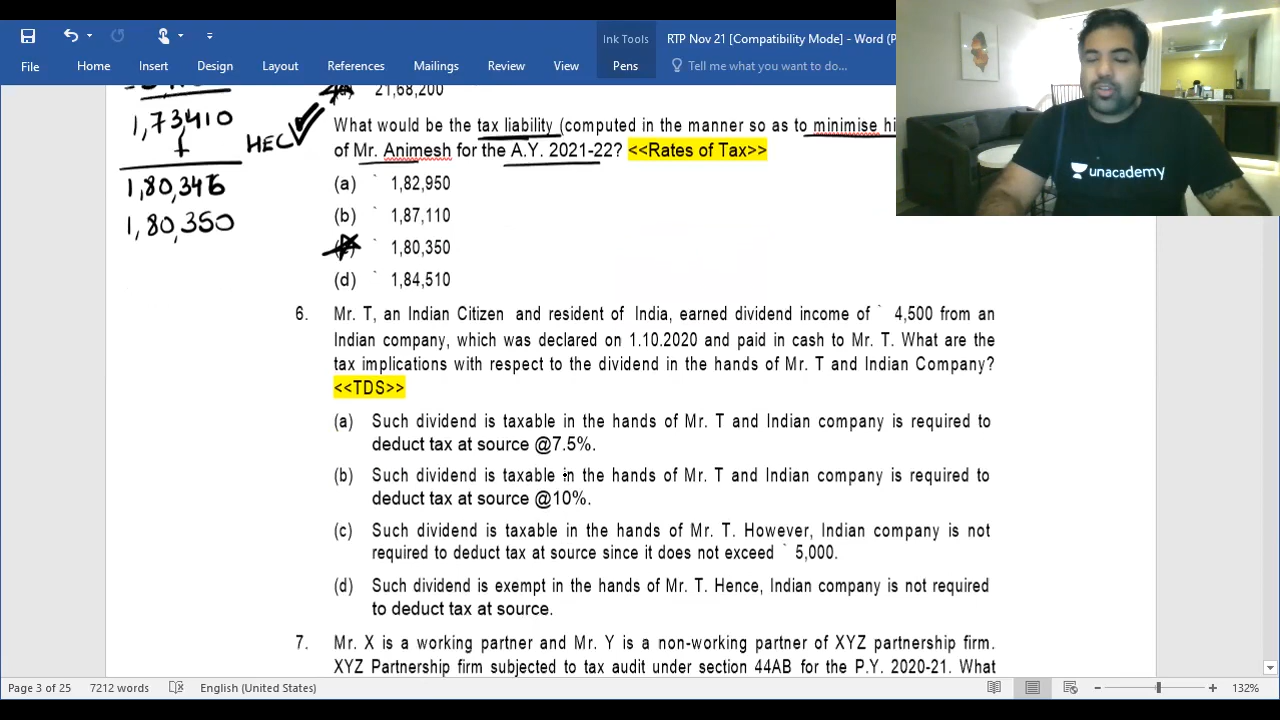 RTP Nov 21 [Compatibility Mode] - Word (P
Ink Tools
File Home Insert Design Layout References Mailings Review View Pens Tell me what you want to do...
21,68,200
1,73410
HEC
What would be the tax liability (computed in the manner so as to minimise hi
of Mr. Animesh for the A.Y. 2021-22? <<Rates of Tax>>
1,80,346
1,80,350
(a) ` 1,82,950
(b) ` 1,87,110
` 1,80,350
(d) ` 1,84,510
unacademy
6. Mr. T, an Indian Citizen and resident of India, earned dividend income of ` 4,500 from an
Indian company, which was declared on 1.10.2020 and paid in cash to Mr. T. What are the
tax implications with respect to the dividend in the hands of Mr. T and Indian Company?
<<TDS>>
(a) Such dividend is taxable in the hands of Mr. T and Indian company is required to
deduct tax at source @7.5%.
(b) Such dividend is taxable in the hands of Mr. T and Indian company is required to
deduct tax at source @10%.
(c) Such dividend is taxable in the hands of Mr. T. However, Indian company is not
required to deduct tax at source since it does not exceed ` 5,000.
(d) Such dividend is exempt in the hands of Mr. T. Hence, Indian company is not required
to deduct tax at source.
7. Mr. X is a working partner and Mr. Y is a non-working partner of XYZ partnership firm.
XYZ Partnership firm subjected to tax audit under section 44AB for the P.Y. 2020-21. What
Page 3 of 25 7212 words English (United States) 132%